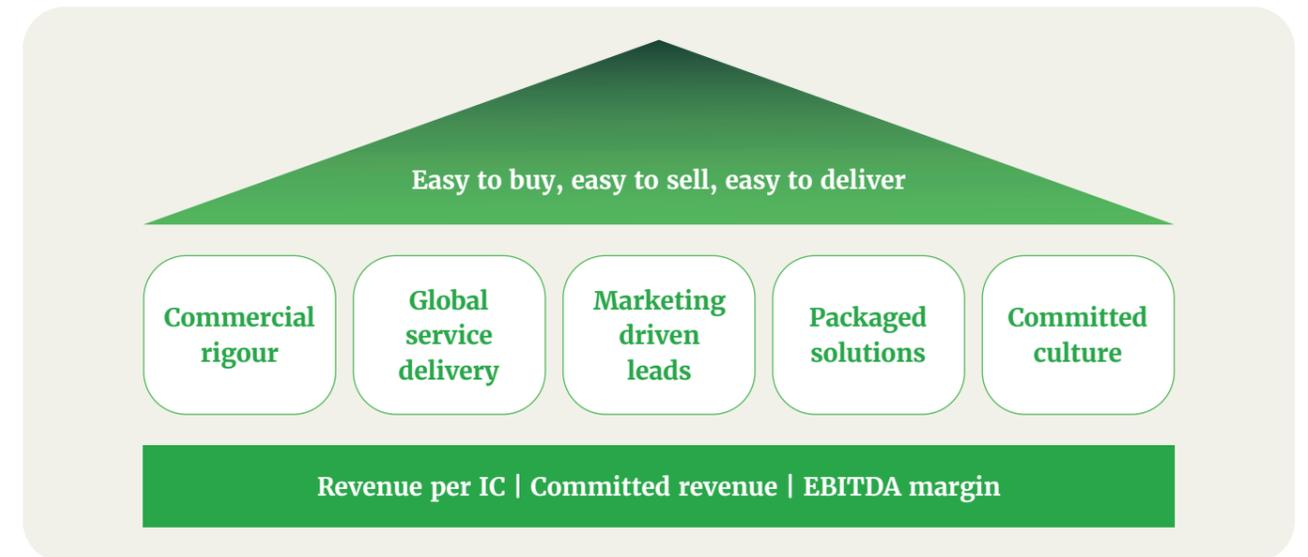 Easy to buy, easy to sell, easy to deliver
Commercial
rigour
Global
service
delivery
Marketing
driven
leads
Packaged
solutions
Committed
culture
Revenue per IC | Committed revenue | EBITDA margin